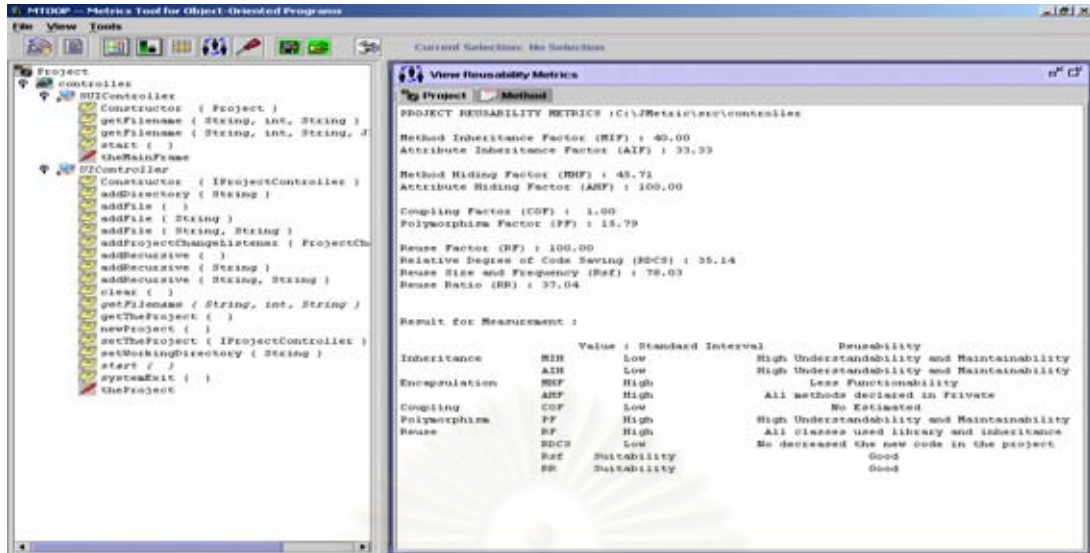 MTOOP -- Metrics Tool for Object-Oriented Programs
File View Tools
Current Selection: No Selection
Project
controller
Constructor ( Project )
getFilename ( String, int, String )
getFilename ( String, int, String, J
start ( )
theMainFrame
UIController
Constructor ( IProjectController )
addDirectory ( String )
addFile ( )
addFile ( String )
addFile ( String, String )
addProjectChangeListener ( ProjectCh
addRecursive ( )
addRecursive ( String )
addRecursive ( String, String )
clear ( )
getFilename ( String, int, String )
getTheProject ( )
newProject ( )
setTheProject ( IProjectController )
setWorkingDirectory ( String )
start ( )
systemExit ( )
theProject
View Reusability Metrics
Project Method
PROJECT REUSABILITY METRICS :C:\JMetric\src\controller
Method Inheritance Factor (MIF) : 40.00
Attribute Inheritance Factor (AIF) : 33.33
Method Hiding Factor (MHF) : 45.71
Attribute Hiding Factor (AHF) : 100.00
Coupling Factor (COF) : 1.00
Polymorphism Factor (PF) : 15.79
Reuse Factor (RF) : 100.00
Relative Degree of Code Saving (RDCS) : 35.14
Reuse Size and Frequency (Rsf) : 78.03
Reuse Ratio (RR) : 37.04
Result for Measurement :
Value : Standard Interval Reusability
Inheritance MIH Low High Understandability and Maintainability
AIH Low High Understandability and Maintainability
Encapsulation MHF High Less Functionability
AHF High All methods declared in Private
Coupling COF Low No Estimated
Polymorphism PF High High Understandability and Maintainability
Reuse RF High All classes used library and inheritance
RDCS Low No decreased the new code in the project
Rsf Suitability Good
RR Suitability Good